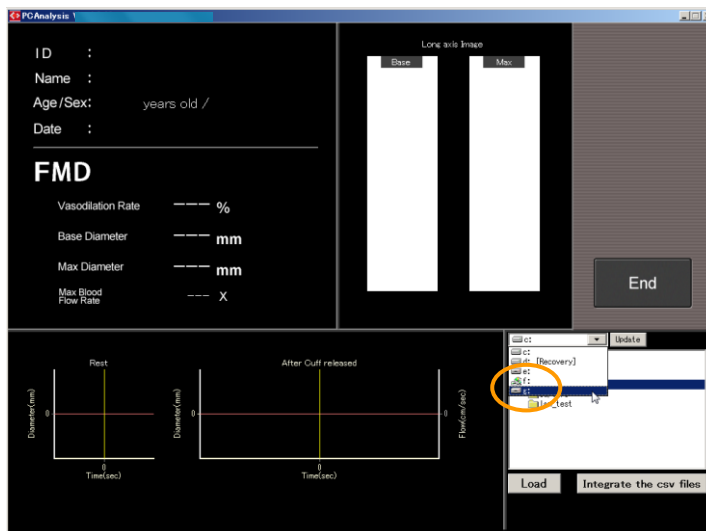 PCAnalysis
ID :
Name :
Age/Sex: years old /
Date :
FMD
Vasodilation Rate --- %
Base Diameter --- mm
Max Diameter --- mm
Max Blood
Flow Rate --- X
Long axis Image
Base
Max
End
Rest
Diameter(mm)
0
0
Time(sec)
After Cuff released
Diameter(mm)
0
0
Flow(cm/sec)
0
Time(sec)
c:
Update
c:
d: [Recovery]
e:
f:
Load
Integrate the csv files